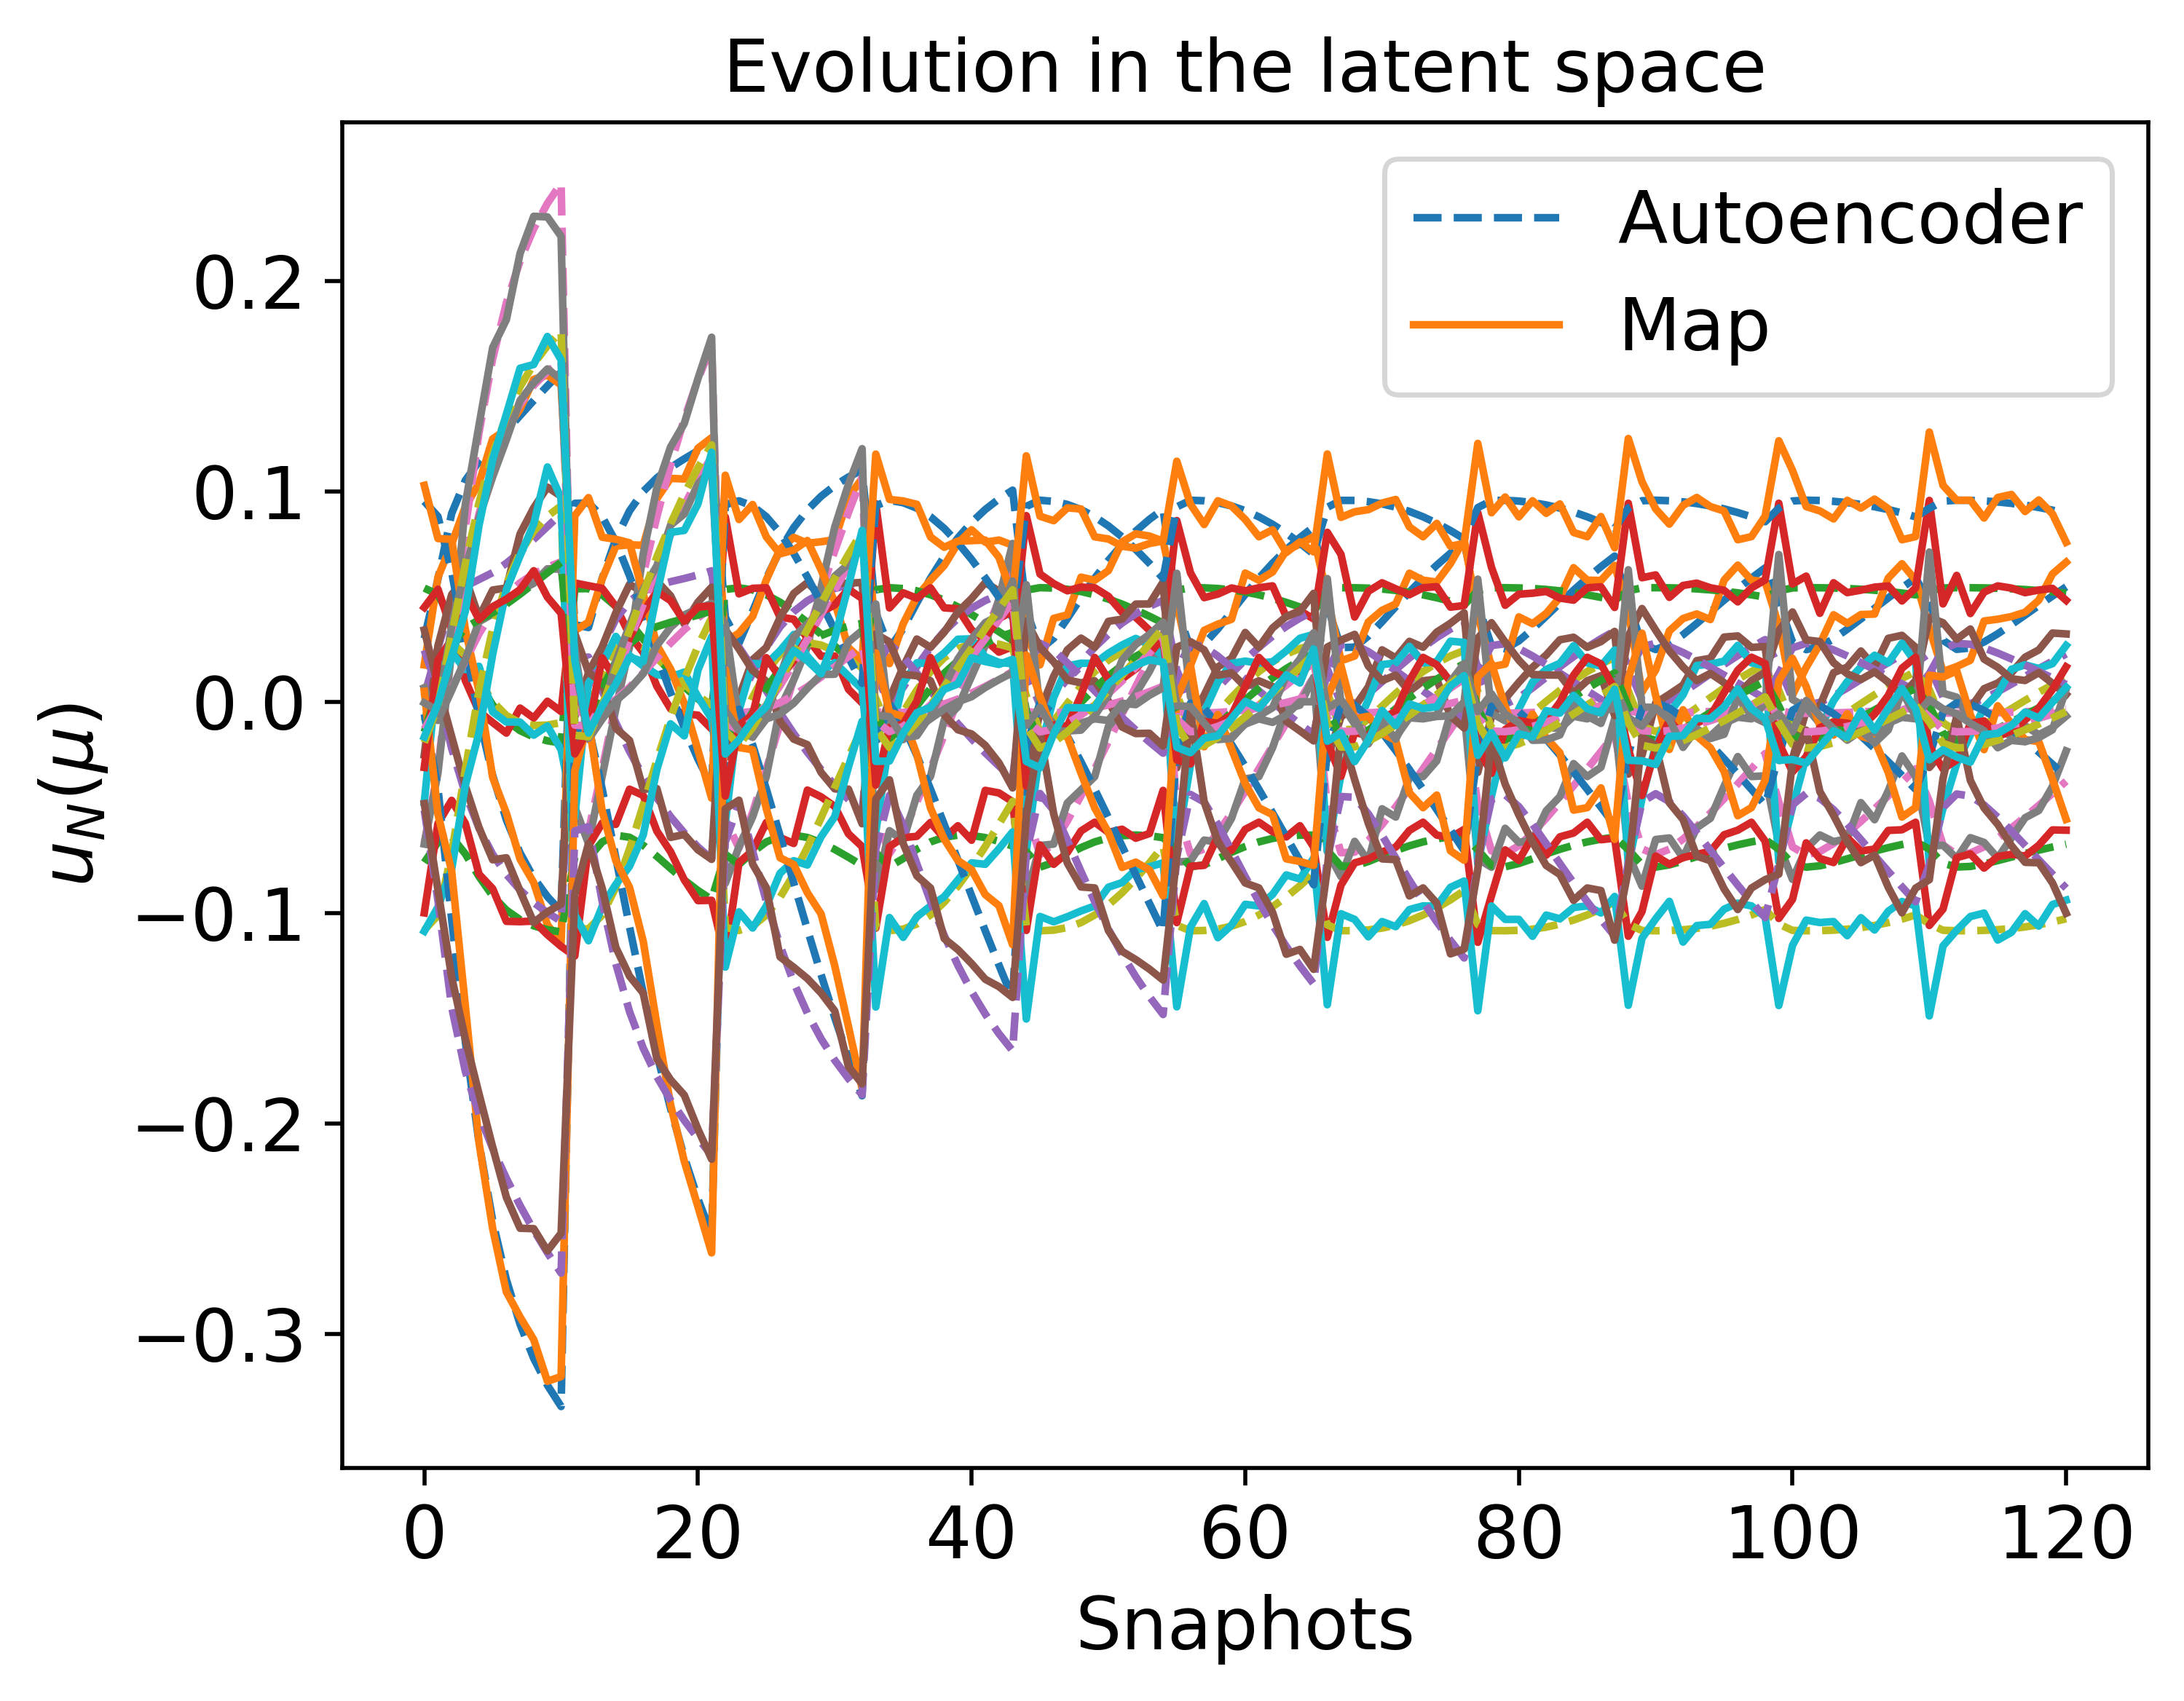 Evolution in the latent space
Autoencoder
Map
0.2
0.1
0.0
−0.1
−0.2
−0.3
u_N(μ)
0 20 40 60 80 100 120
Snaphots